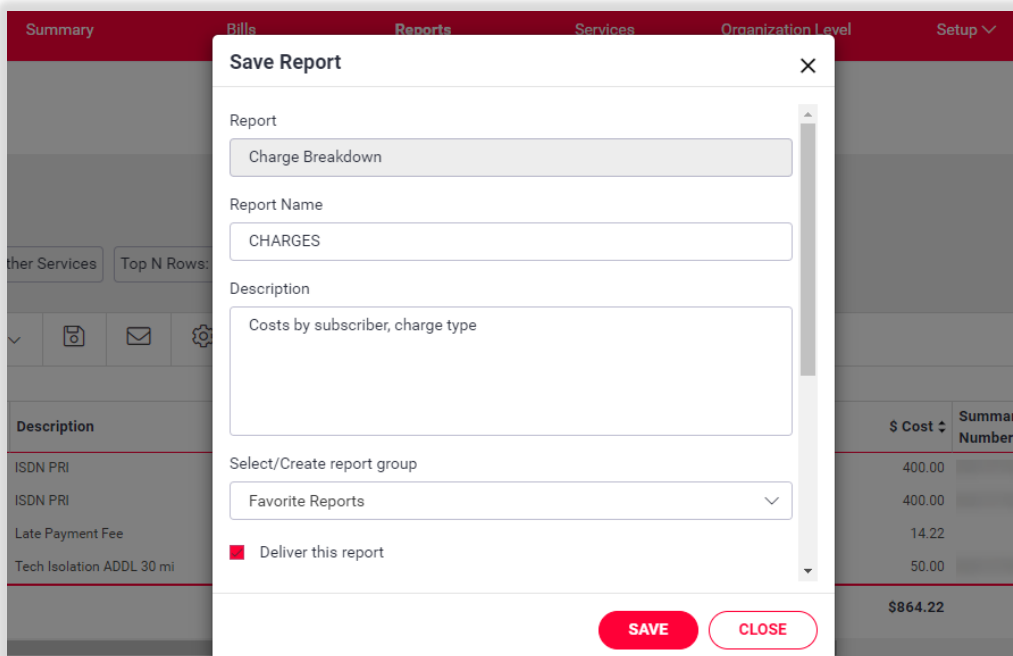 Summary
Bills
Reports
Services
Organization Level
Setup
Save Report
Report
Charge Breakdown
Report Name
CHARGES
Description
Costs by subscriber, charge type
Select/Create report group
Favorite Reports
Deliver this report
SAVE
CLOSE
ther Services
Top N Rows:
Description
$ Cost
Summar
Number
ISDN PRI
400.00
ISDN PRI
400.00
Late Payment Fee
14.22
Tech Isolation ADDL 30 mi
50.00
$864.22